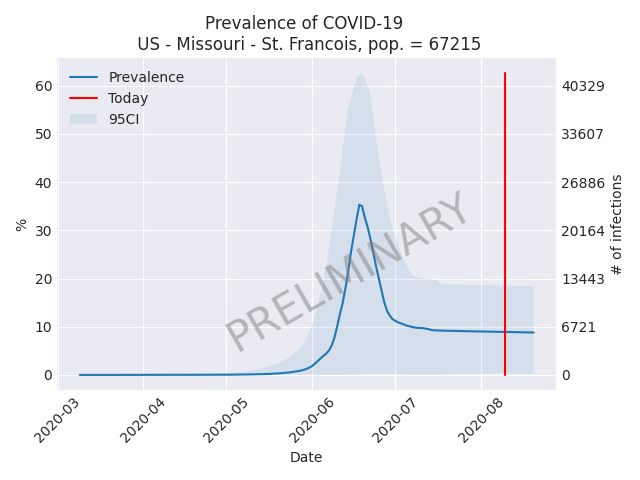 Prevalence of COVID-19
US - Missouri - St. Francois, pop. = 67215
Prevalence
Today
95CI
60
50
40
30
20
10
0
%
40329
33607
26886
20164
13443
6721
0
# of infections
PRELIMINARY
2020-03
2020-04
2020-05
2020-06
2020-07
2020-08
Date